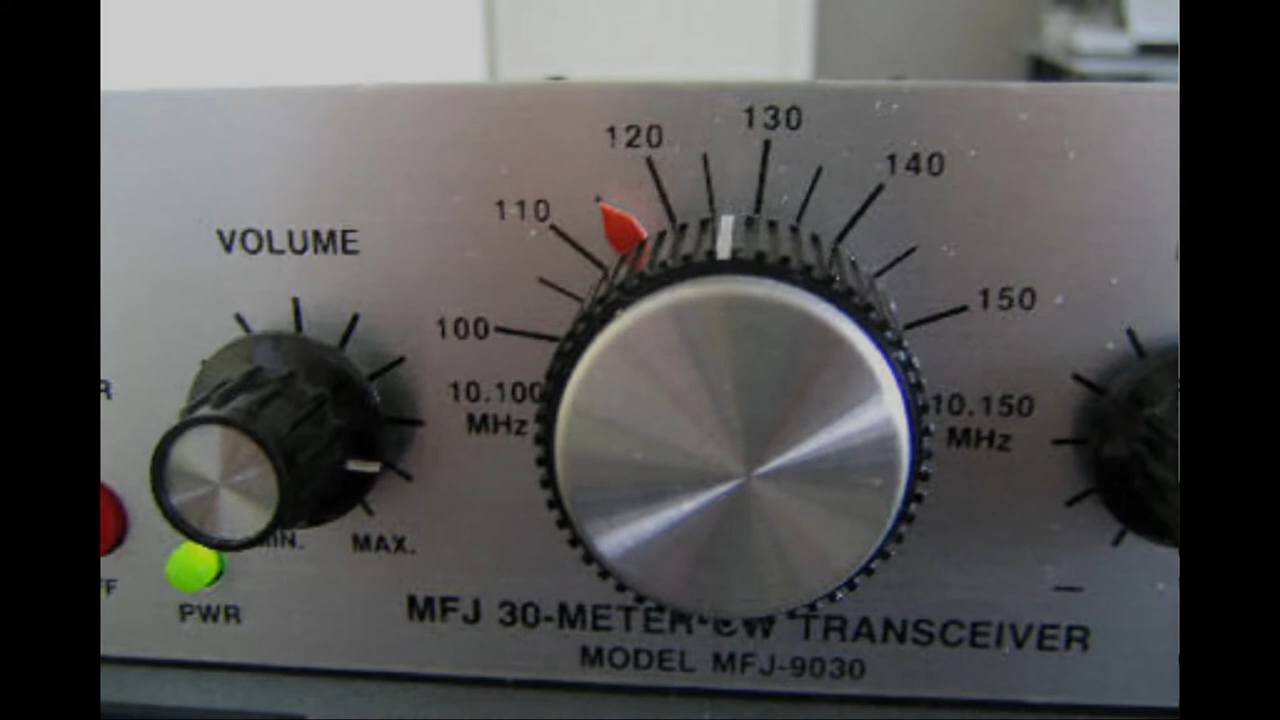 VOLUME
MAX.
PWR
100
110
120
130
140
150
10.100
MHz
10.150
MHz
MFJ 30-METER CW TRANSCEIVER
MODEL MFJ-9030